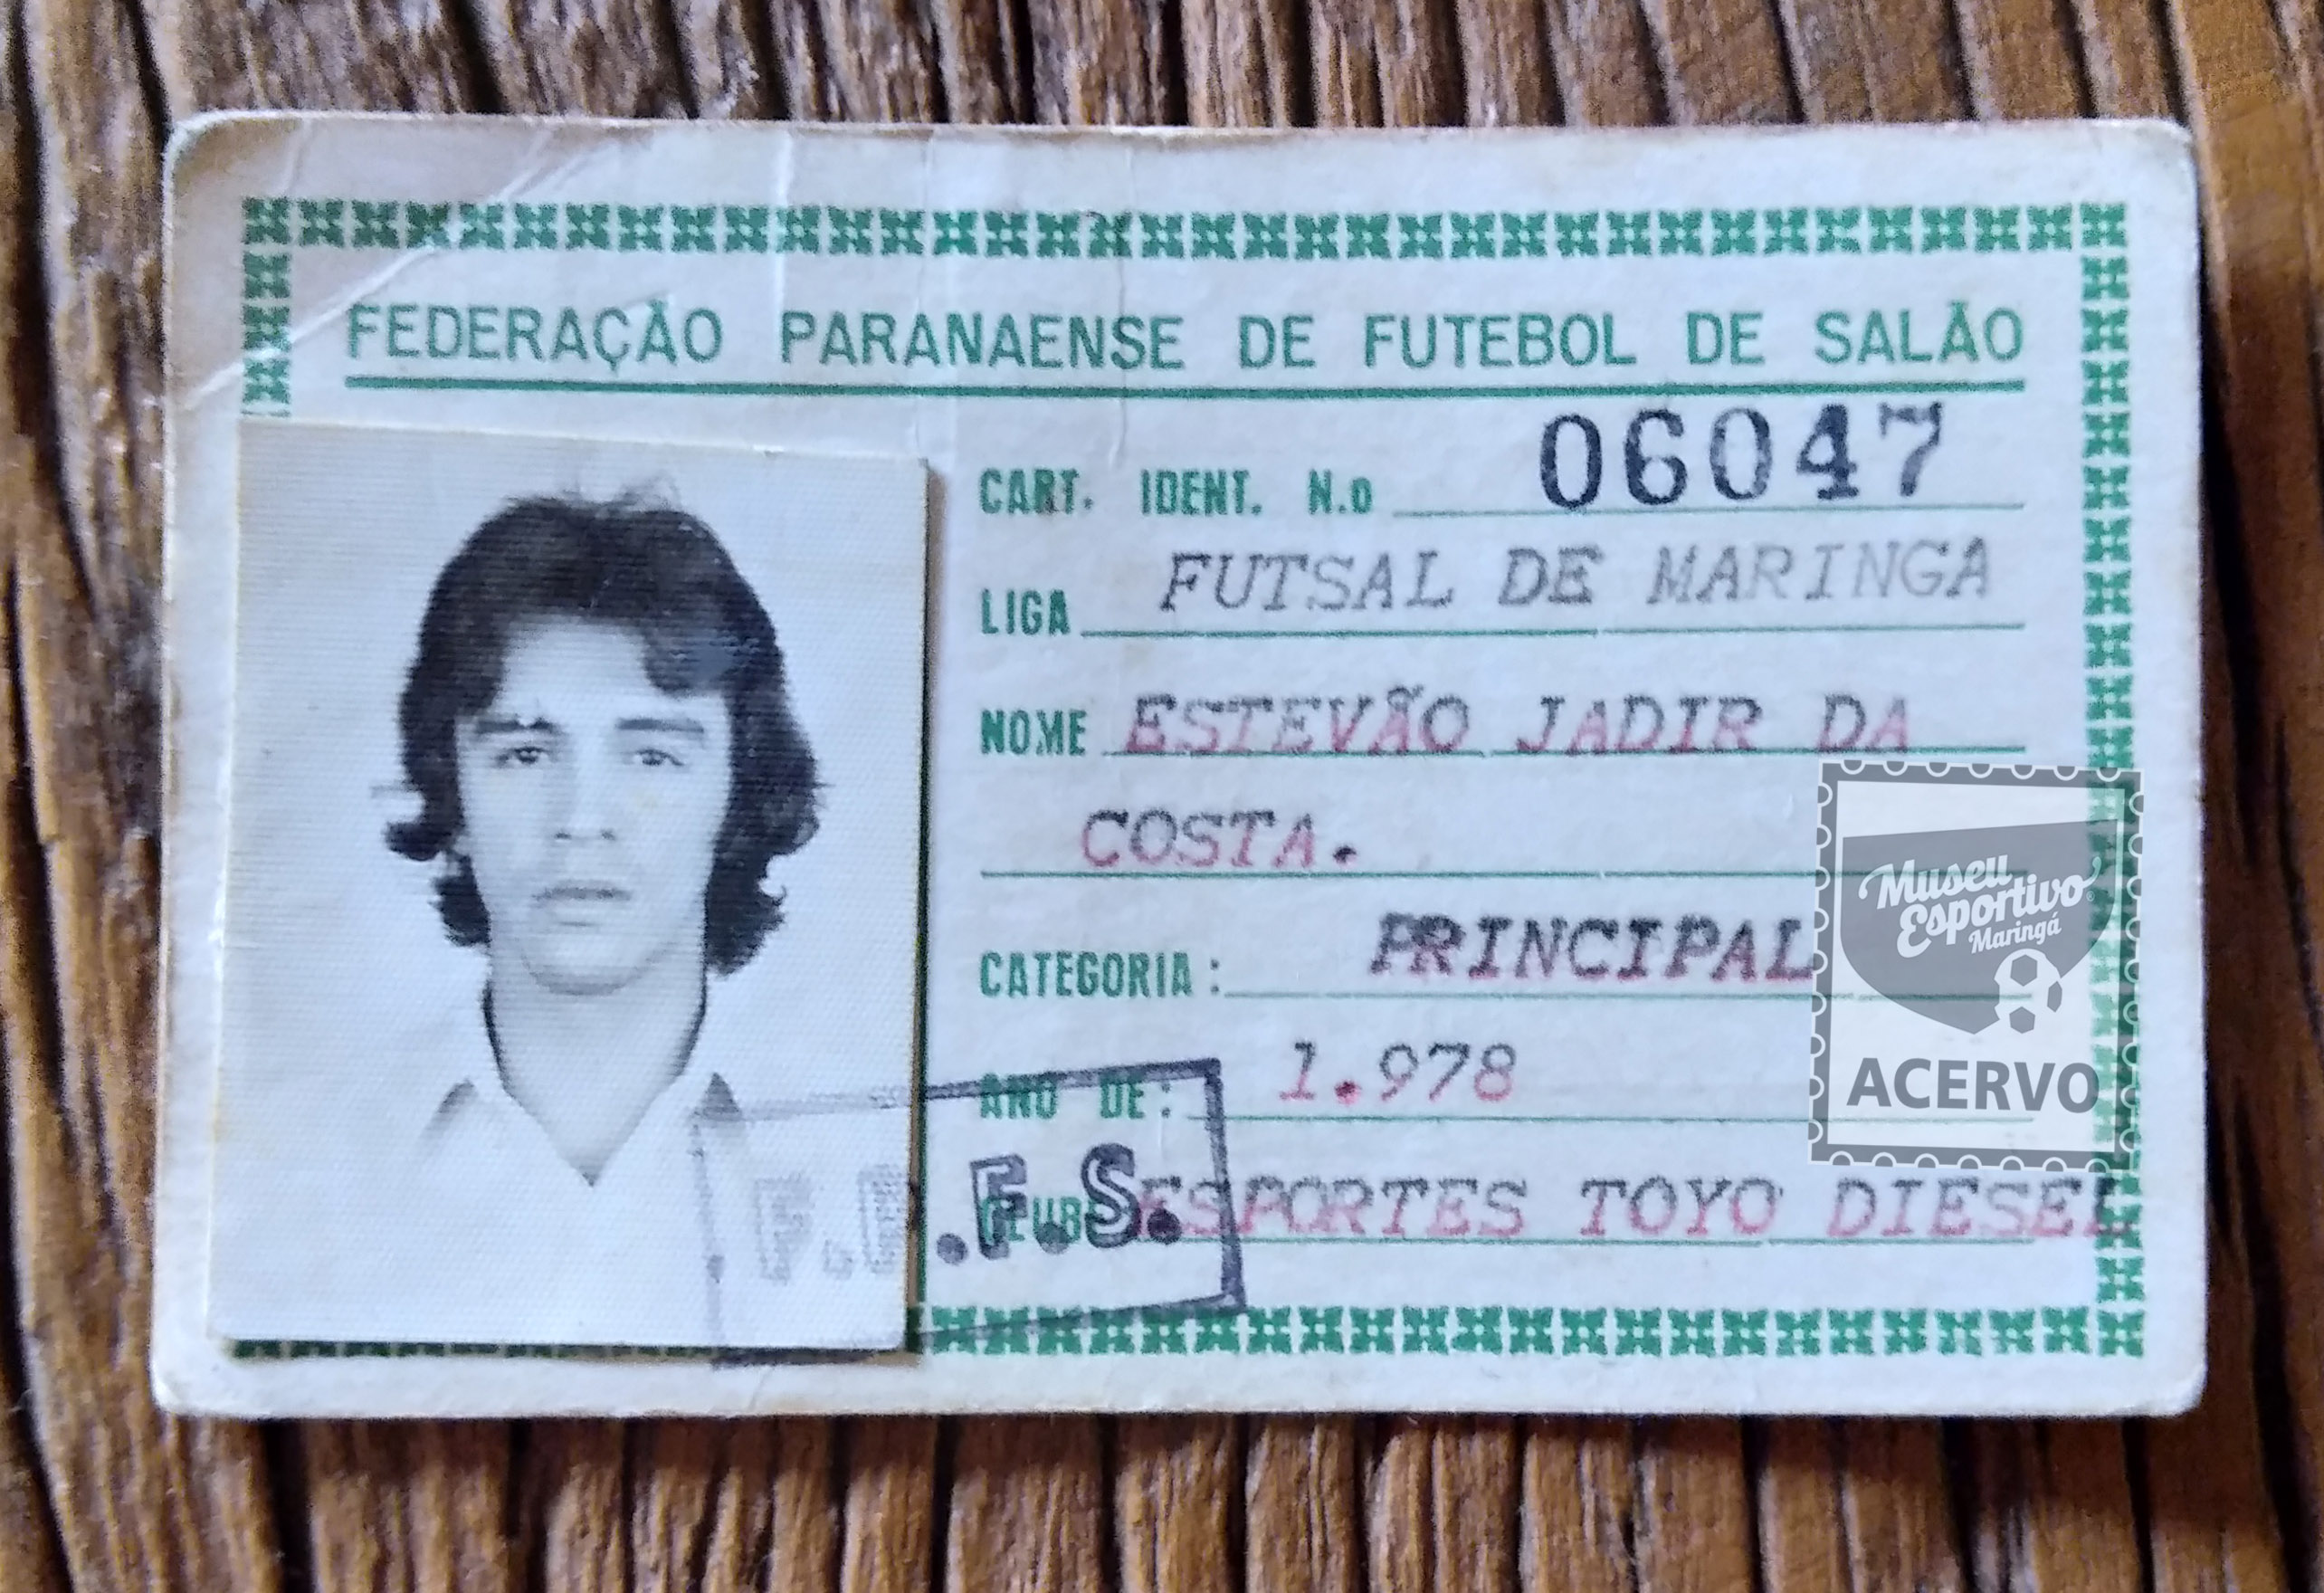 FEDERAÇÃO PARANAENSE DE FUTEBOL DE SALÃO
CART. IDENT. N.o 06047
LIGA FUTSAL DE MARINGA
NOME ESTEVÃO JADIR DA
COSTA.
CATEGORIA: PRINCIPAL
ANO DE: 1.978
CLUBE ESPORTES TOYO DIESEL
.F.S.
Museu
Esportivo
Maringá
ACERVO